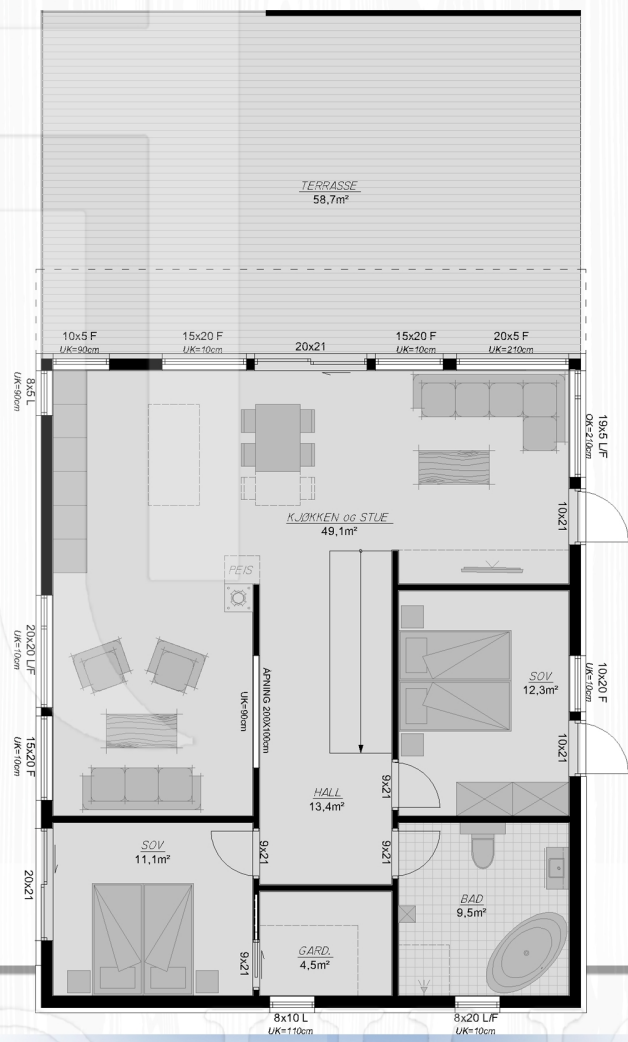 TERRASSE
58,7m²
10x5 F
UK=90cm
15x20 F
UK=10cm
20x21
15x20 F
UK=10cm
20x5 F
UK=210cm
8x5 L
UK=90cm
19x5 L/F
OK=210cm
10x21
KJØKKEN og STUE
49,1m²
PEIS
20x20 L/F
UK=10cm
ÅPNING 200X100cm
UK=90cm
SOV
12,3m²
10x20 F
UK=10cm
10x21
15x20 F
UK=10cm
HALL
13,4m²
9x21
SOV
11,1m²
9x21
9x21
20x21
BAD
9,5m²
GARD.
4,5m²
9x21
8x10 L
UK=110cm
8x20 L/F
UK=10cm